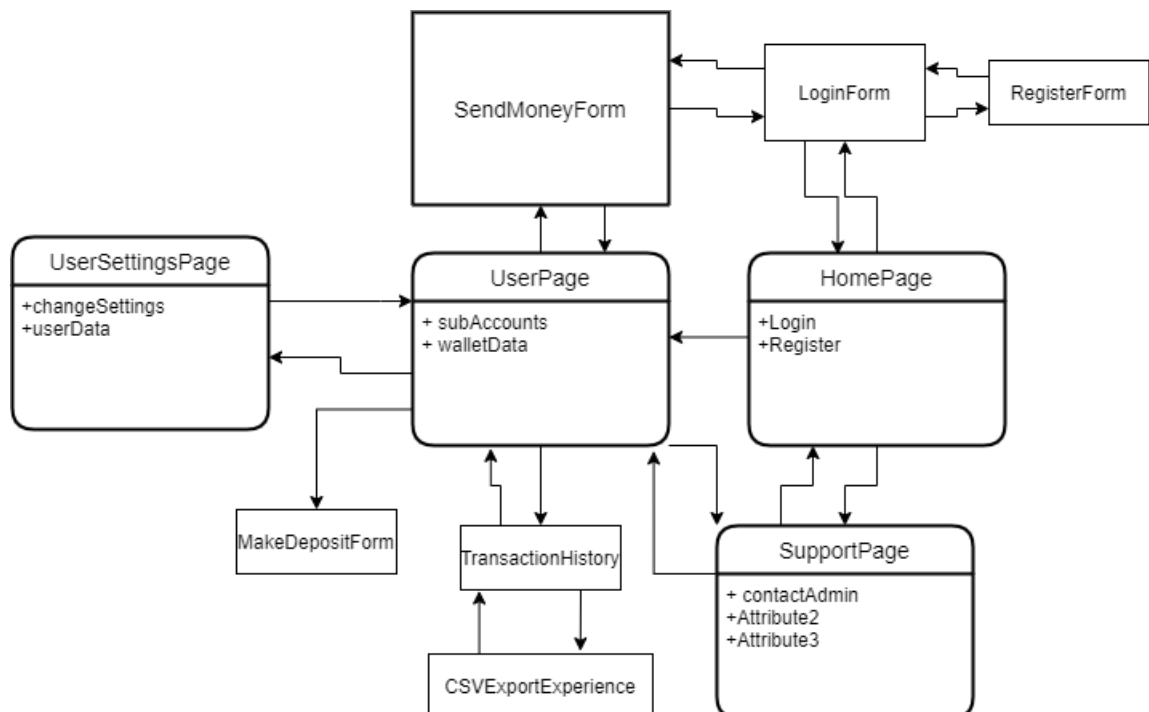 SendMoneyForm
LoginForm
RegisterForm
UserSettingsPage
+changeSettings
+userData
UserPage
+ subAccounts
+ walletData
HomePage
+Login
+Register
MakeDepositForm
TransactionHistory
SupportPage
+ contactAdmin
+Attribute2
+Attribute3
CSVExportExperience